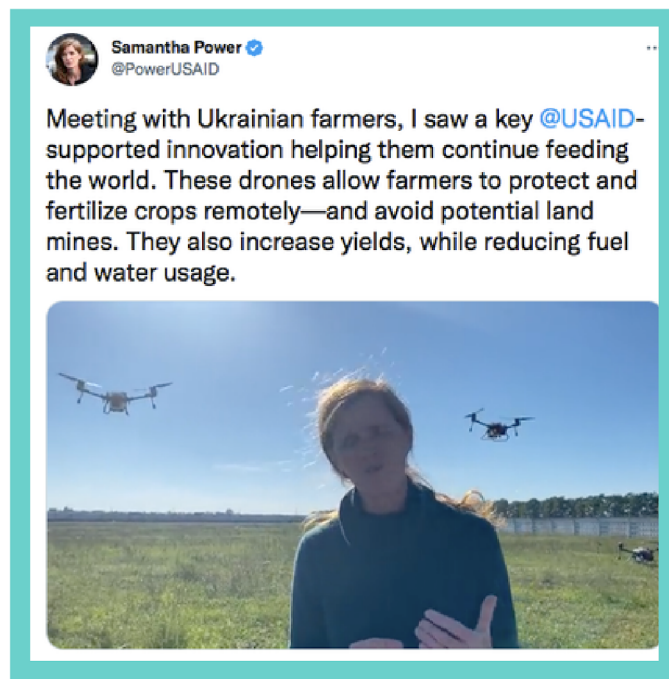 Samantha Power
@PowerUSAID
Meeting with Ukrainian farmers, I saw a key @USAID-
supported innovation helping them continue feeding
the world. These drones allow farmers to protect and
fertilize crops remotely—and avoid potential land
mines. They also increase yields, while reducing fuel
and water usage.